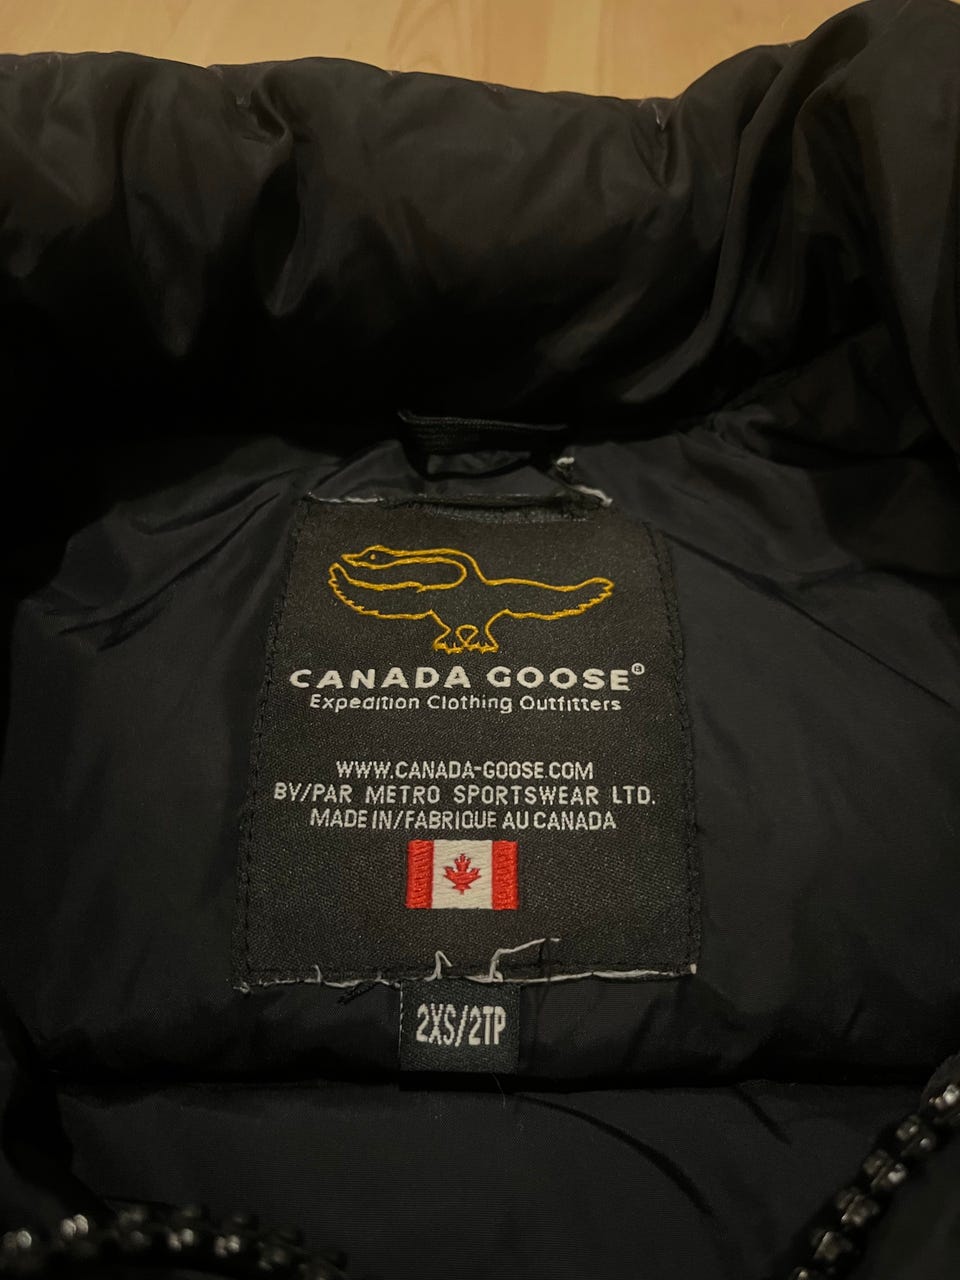 CANADA GOOSE®
Expedition Clothing Outfitters
WWW.CANADA-GOOSE.COM
BY/PAR METRO SPORTSWEAR LTD.
MADE IN/FABRIQUE AU CANADA
2XS/2TP